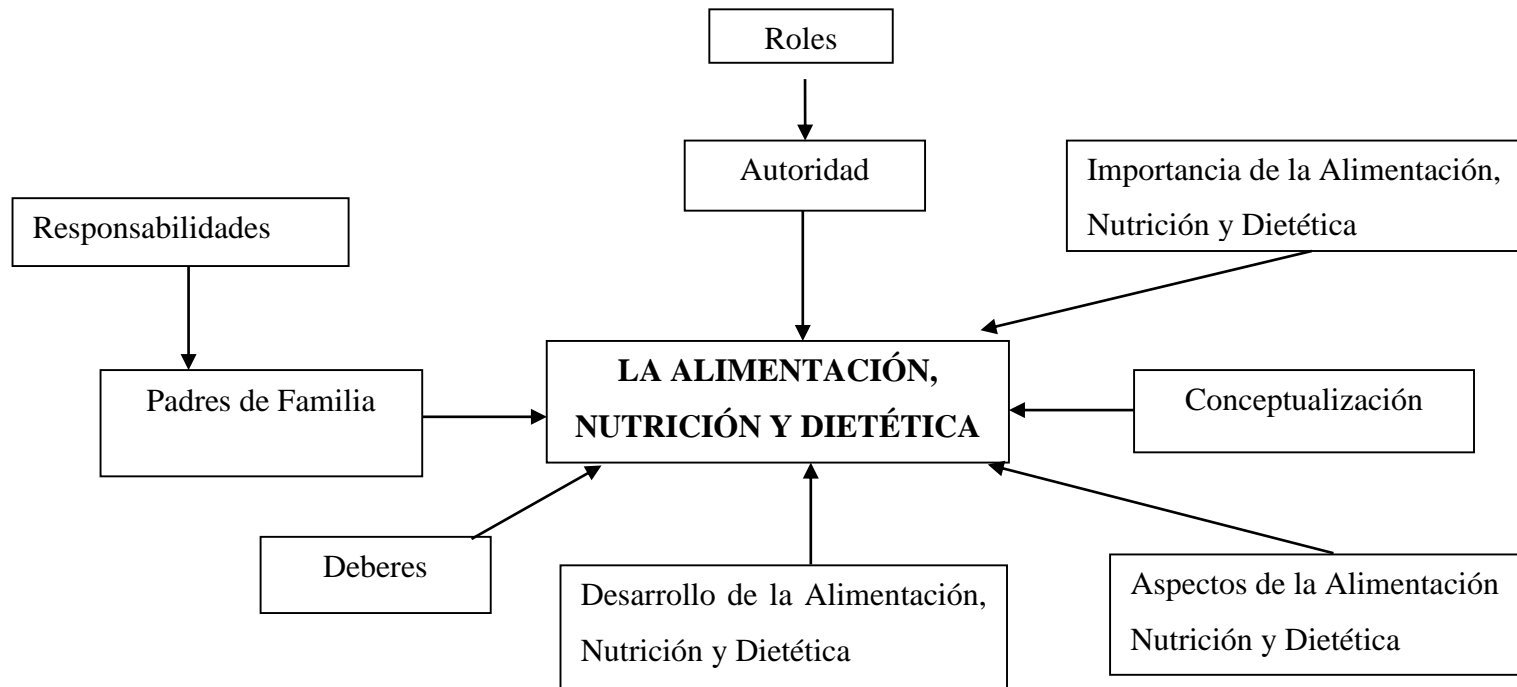 Roles
Autoridad
Importancia de la Alimentación,
Nutrición y Dietética
Responsabilidades
LA ALIMENTACIÓN,
NUTRICIÓN Y DIETÉTICA
Padres de Familia
Conceptualización
Deberes
Desarrollo de la Alimentación,
Nutrición y Dietética
Aspectos de la Alimentación
Nutrición y Dietética